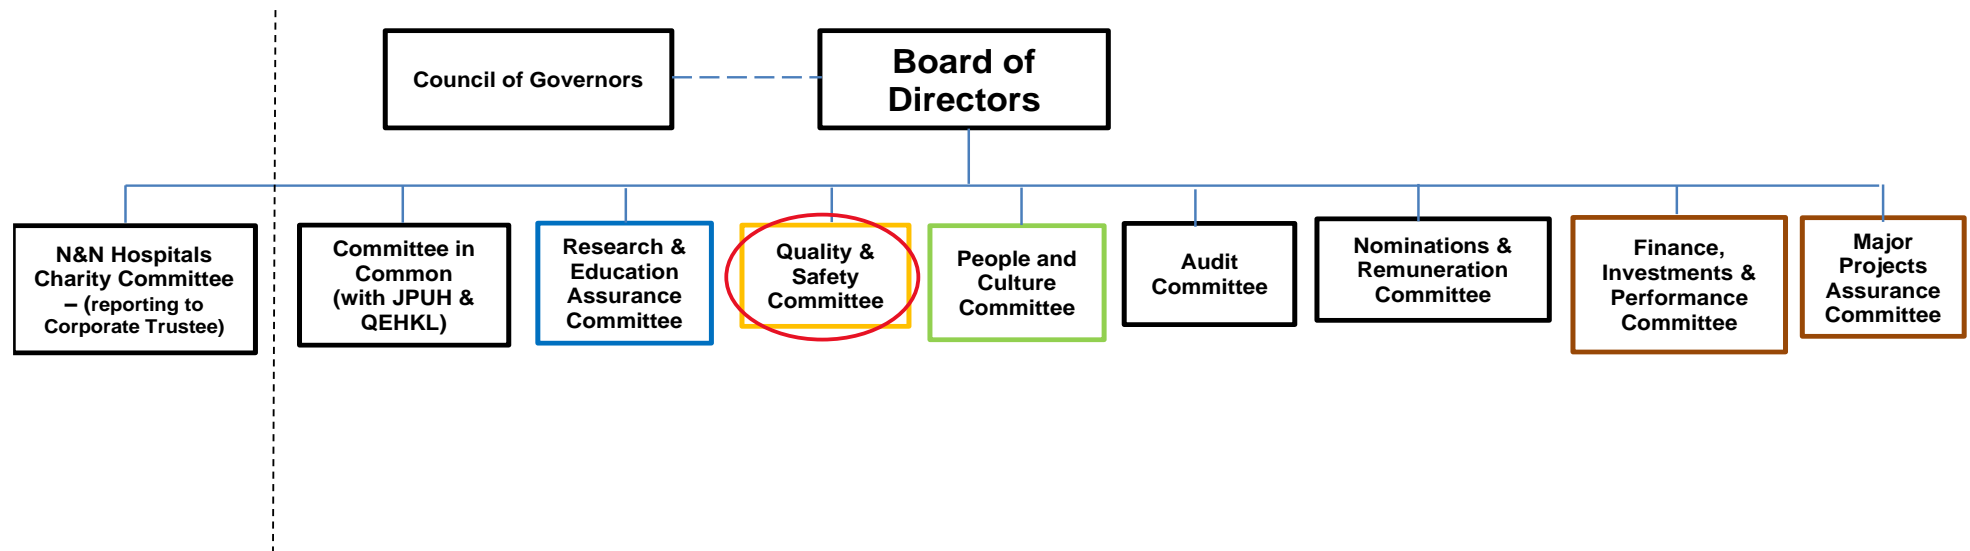 Council of Governors
Board of
Directors
N&N Hospitals
Charity Committee
– (reporting to
Corporate Trustee)
Committee in
Common
(with JPUH &
QEHKL)
Research &
Education
Assurance
Committee
Quality &
Safety
Committee
People and
Culture
Committee
Audit
Committee
Nominations &
Remuneration
Committee
Finance,
Investments &
Performance
Committee
Major
Projects
Assurance
Committee